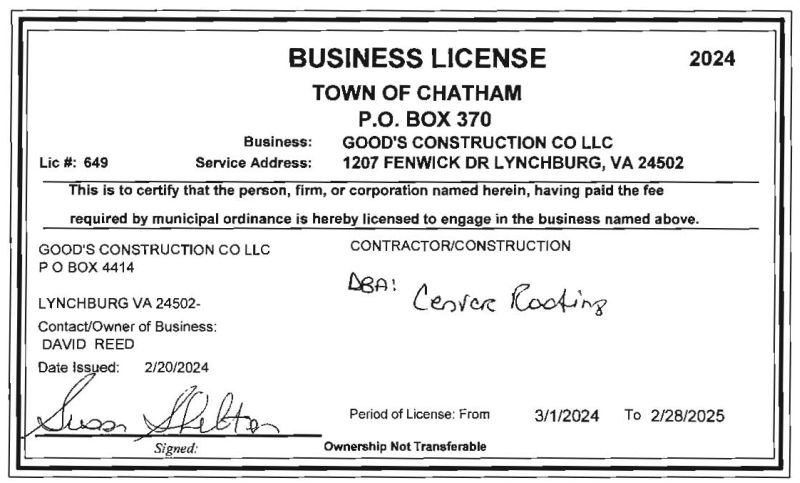 BUSINESS LICENSE 2024
TOWN OF CHATHAM
P.O. BOX 370
Business: GOOD'S CONSTRUCTION CO LLC
Lic #: 649 Service Address: 1207 FENWICK DR LYNCHBURG, VA 24502
This is to certify that the person, firm, or corporation named herein, having paid the fee
required by municipal ordinance is hereby licensed to engage in the business named above.
GOOD'S CONSTRUCTION CO LLC CONTRACTOR/CONSTRUCTION
P O BOX 4414
DBA:
LYNCHBURG VA 24502-
Contact/Owner of Business:
DAVID REED
Date Issued: 2/20/2024
Susan Shelton
Period of License: From 3/1/2024 To 2/28/2025
Signed: Ownership Not Transferable